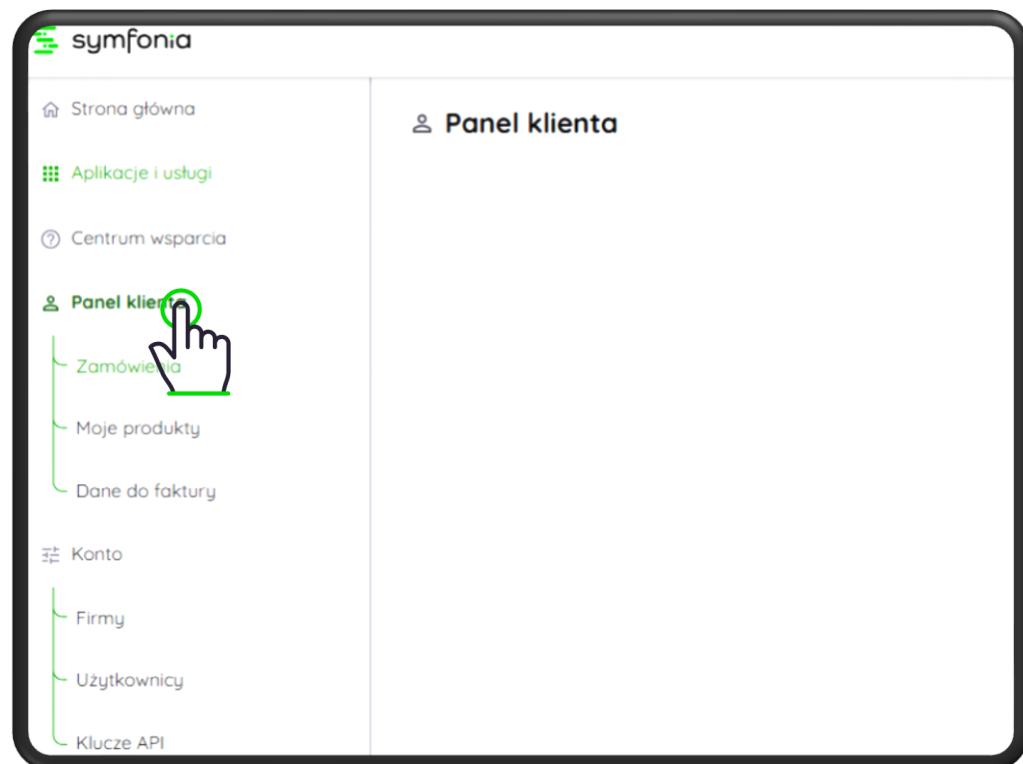 symfonia
Strona główna
Panel klienta
Aplikacje i usługi
Centrum wsparcia
Panel klienta
Zamówienia
Moje produkty
Dane do faktury
Konto
Firmy
Użytkownicy
Klucze API